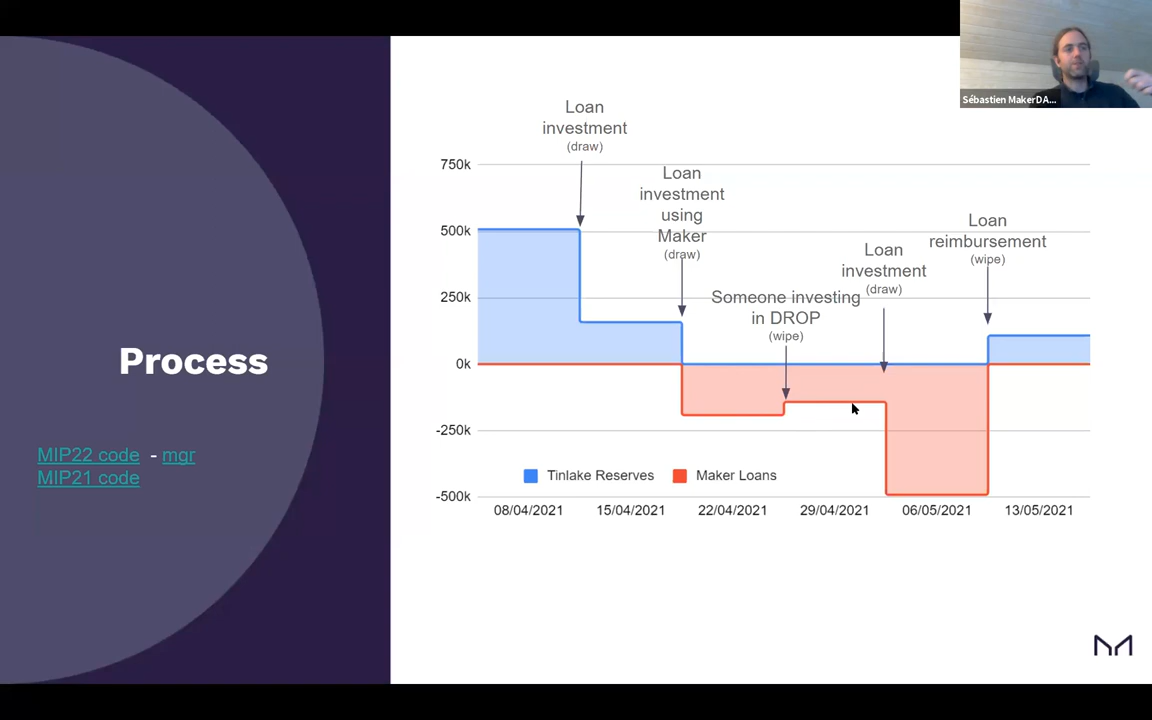 Sébastien MakerDA...
Process
MIP22 code - mgr
MIP21 code
Loan
investment
(draw)
Loan
investment
using
Maker
(draw)
Someone investing
in DROP
(wipe)
Loan
investment
(draw)
Loan
reimbursement
(wipe)
750k
500k
250k
0k
-250k
-500k
Tinlake Reserves
Maker Loans
08/04/2021
15/04/2021
22/04/2021
29/04/2021
06/05/2021
13/05/2021